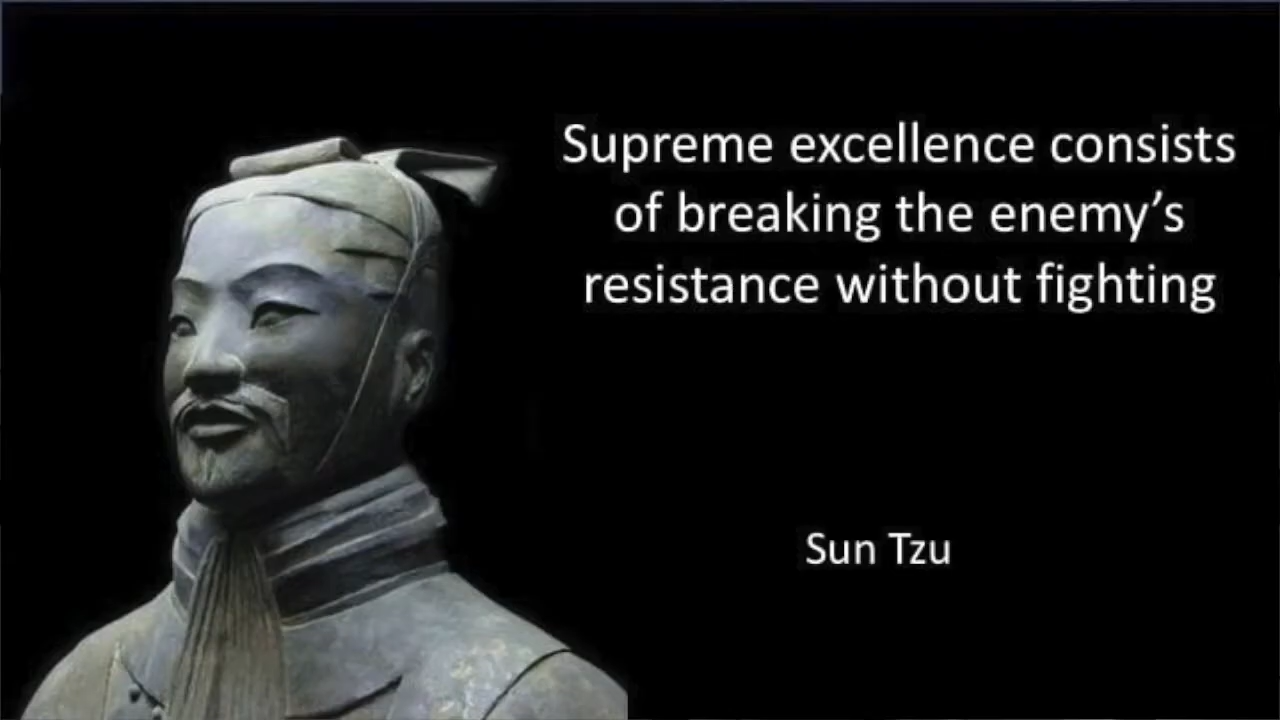 Supreme excellence consists
of breaking the enemy’s
resistance without fighting
Sun Tzu